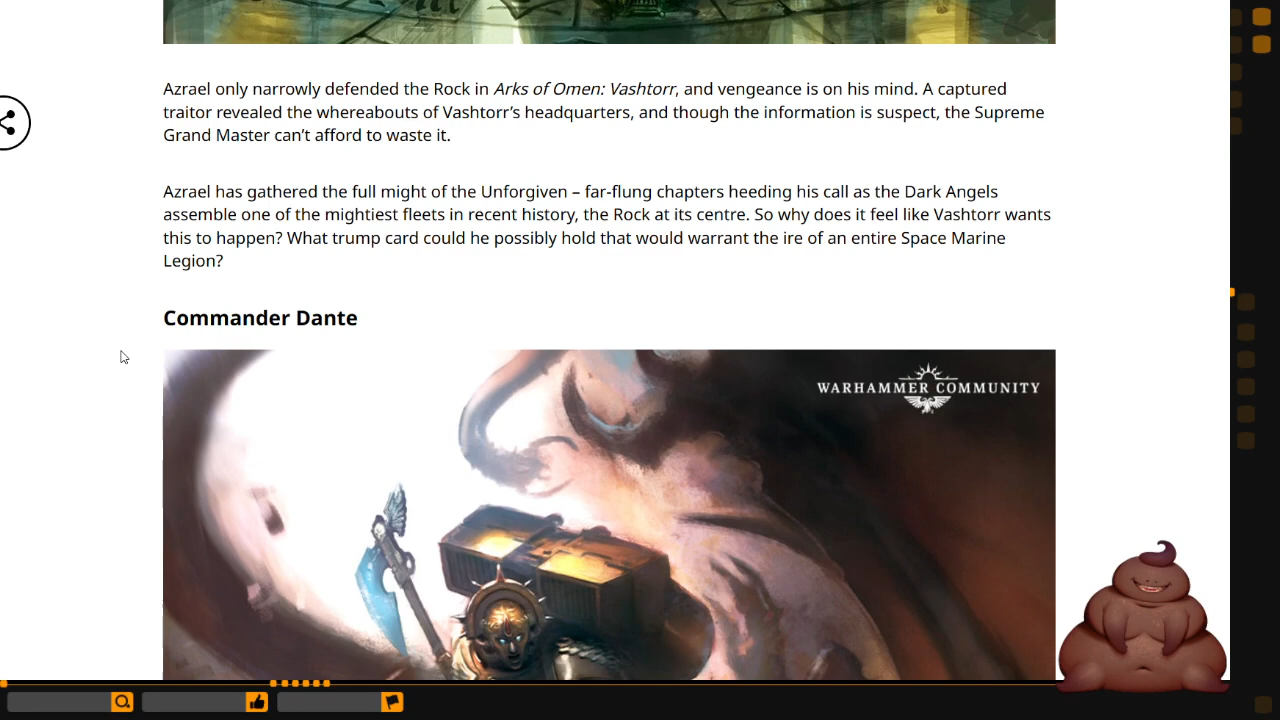 Azrael only narrowly defended the Rock in Arks of Omen: Vashtorr, and vengeance is on his mind. A captured
traitor revealed the whereabouts of Vashtorr’s headquarters, and though the information is suspect, the Supreme
Grand Master can’t afford to waste it.
Azrael has gathered the full might of the Unforgiven – far-flung chapters heeding his call as the Dark Angels
assemble one of the mightiest fleets in recent history, the Rock at its centre. So why does it feel like Vashtorr wants
this to happen? What trump card could he possibly hold that would warrant the ire of an entire Space Marine
Legion?
Commander Dante
WARHAMMER COMMUNITY